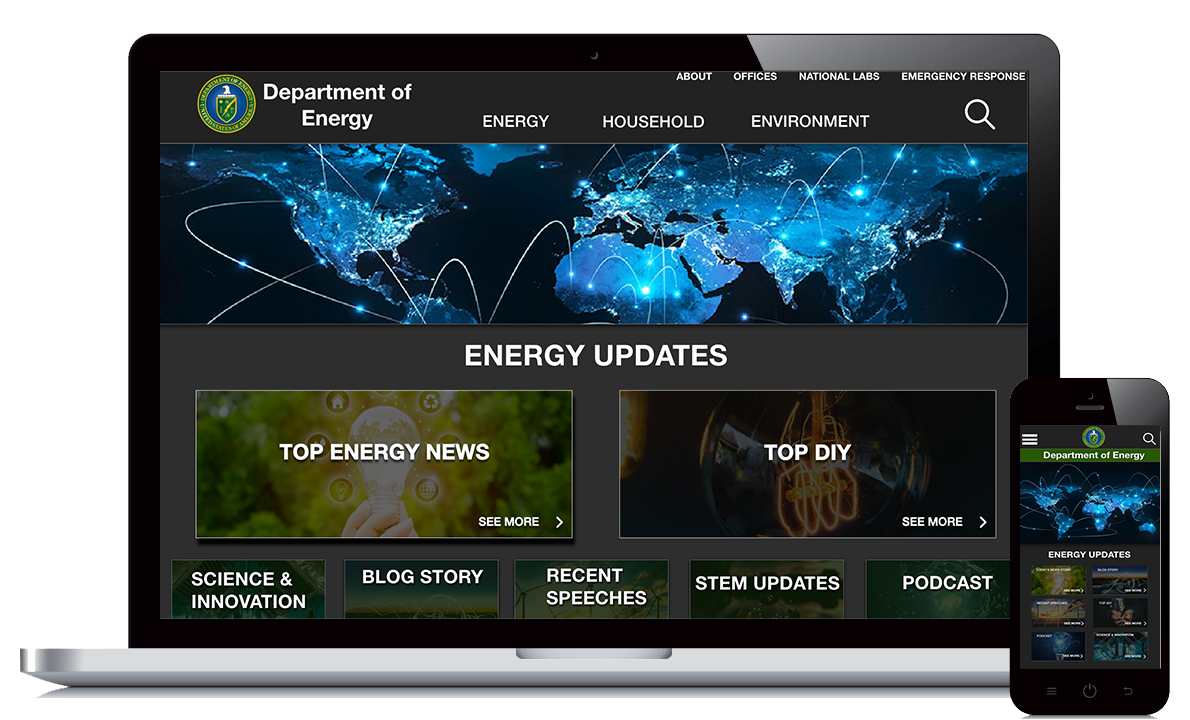 ABOUT OFFICES NATIONAL LABS EMERGENCY RESPONSE
Department of
Energy
ENERGY HOUSEHOLD ENVIRONMENT
ENERGY UPDATES
TOP ENERGY NEWS
SEE MORE
TOP DIY
SEE MORE
SCIENCE &
INNOVATION
BLOG STORY
RECENT
SPEECHES
STEM UPDATES
PODCAST
Department of Energy
ENERGY UPDATES
TODAY'S NEWS STORY
SEE MORE
BLOG STORY
SEE MORE
RECENT SPEECHES
SEE MORE
TOP DIY
SEE MORE
PODCAST
SEE MORE
SCIENCE & INNOVATION
SEE MORE